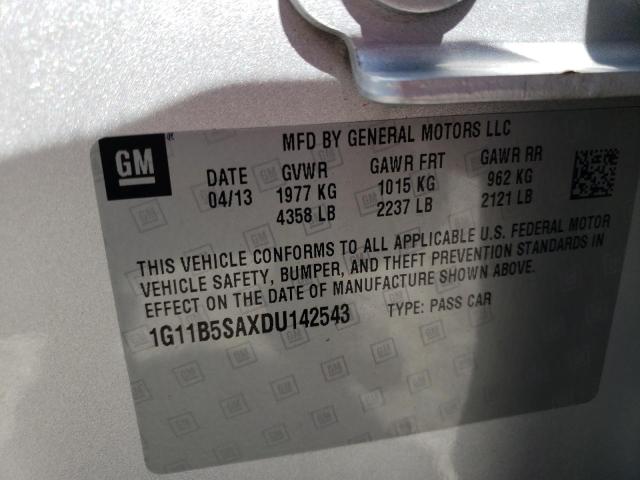 GM
MFD BY GENERAL MOTORS LLC
DATE GVWR GAWR FRT GAWR RR
04/13 1977 KG 1015 KG 962 KG
4358 LB 2237 LB 2121 LB
THIS VEHICLE CONFORMS TO ALL APPLICABLE U.S. FEDERAL MOTOR
VEHICLE SAFETY, BUMPER, AND THEFT PREVENTION STANDARDS IN
EFFECT ON THE DATE OF MANUFACTURE SHOWN ABOVE.
1G11B5SAXDU142543 TYPE: PASS CAR